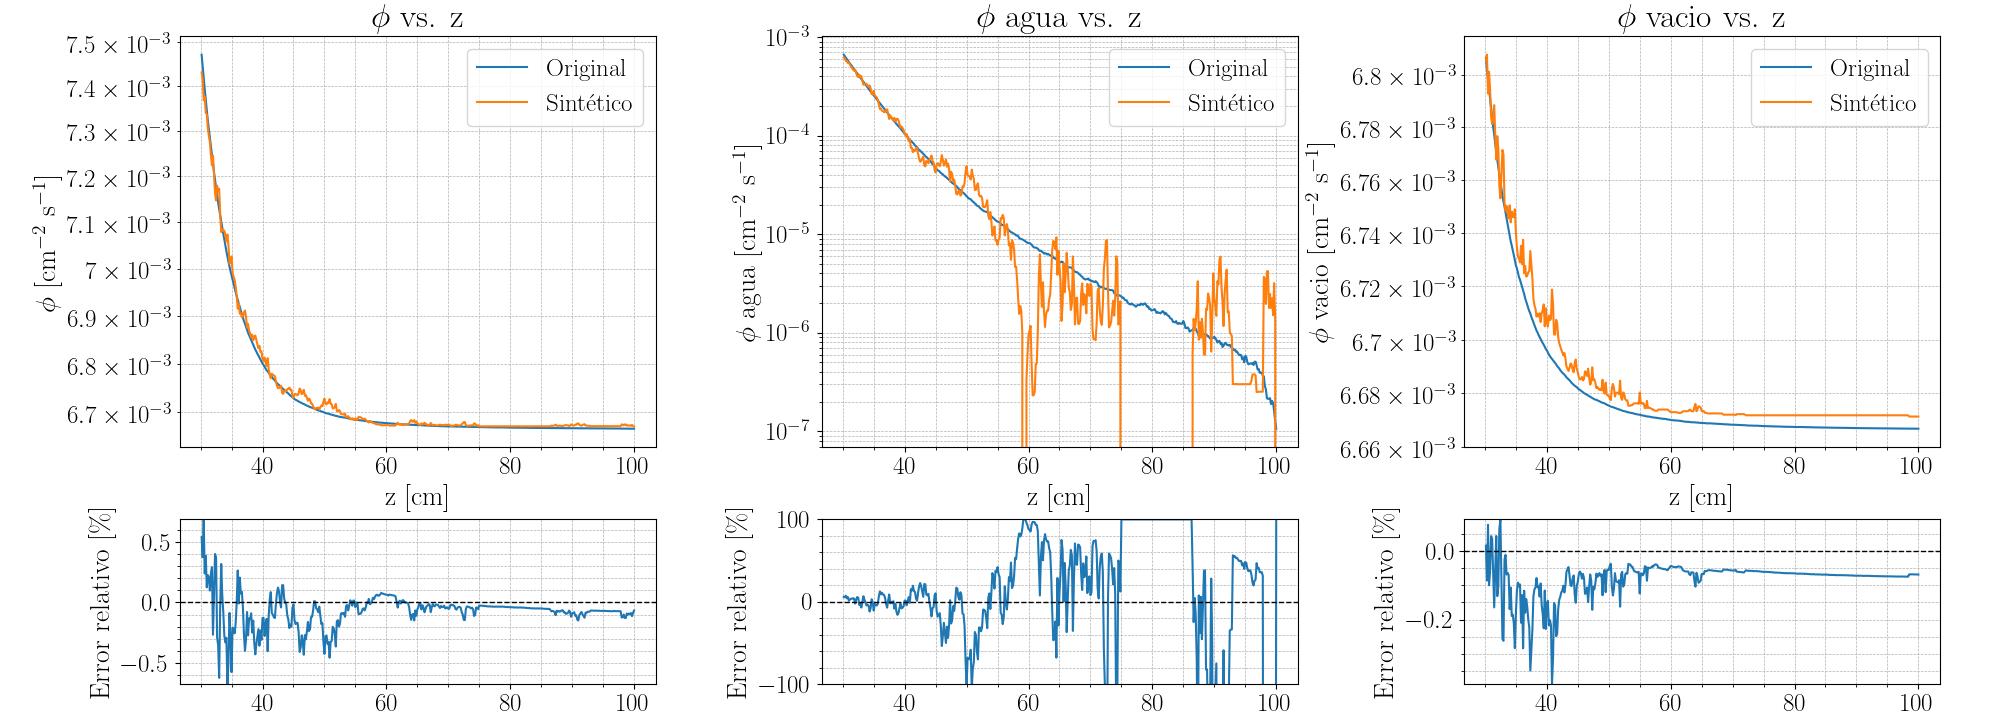 ϕ vs. z
7.5 × 10⁻³
7.4 × 10⁻³
7.3 × 10⁻³
7.2 × 10⁻³
7.1 × 10⁻³
7 × 10⁻³
6.9 × 10⁻³
6.8 × 10⁻³
6.7 × 10⁻³
ϕ [cm⁻² s⁻¹]
Original
Sintético
40 60 80 100
z [cm]
ϕ agua vs. z
10⁻³
10⁻⁴
10⁻⁵
10⁻⁶
10⁻⁷
ϕ agua [cm⁻² s⁻¹]
Original
Sintético
40 60 80 100
z [cm]
ϕ vacio vs. z
6.8 × 10⁻³
6.78 × 10⁻³
6.76 × 10⁻³
6.74 × 10⁻³
6.72 × 10⁻³
6.7 × 10⁻³
6.68 × 10⁻³
6.66 × 10⁻³
ϕ vacio [cm⁻² s⁻¹]
Original
Sintético
40 60 80 100
z [cm]
Error relativo [%]
0.5
0.0
−0.5
40 60 80 100
Error relativo [%]
100
0
−100
40 60 80 100
Error relativo [%]
0.0
−0.2
40 60 80 100